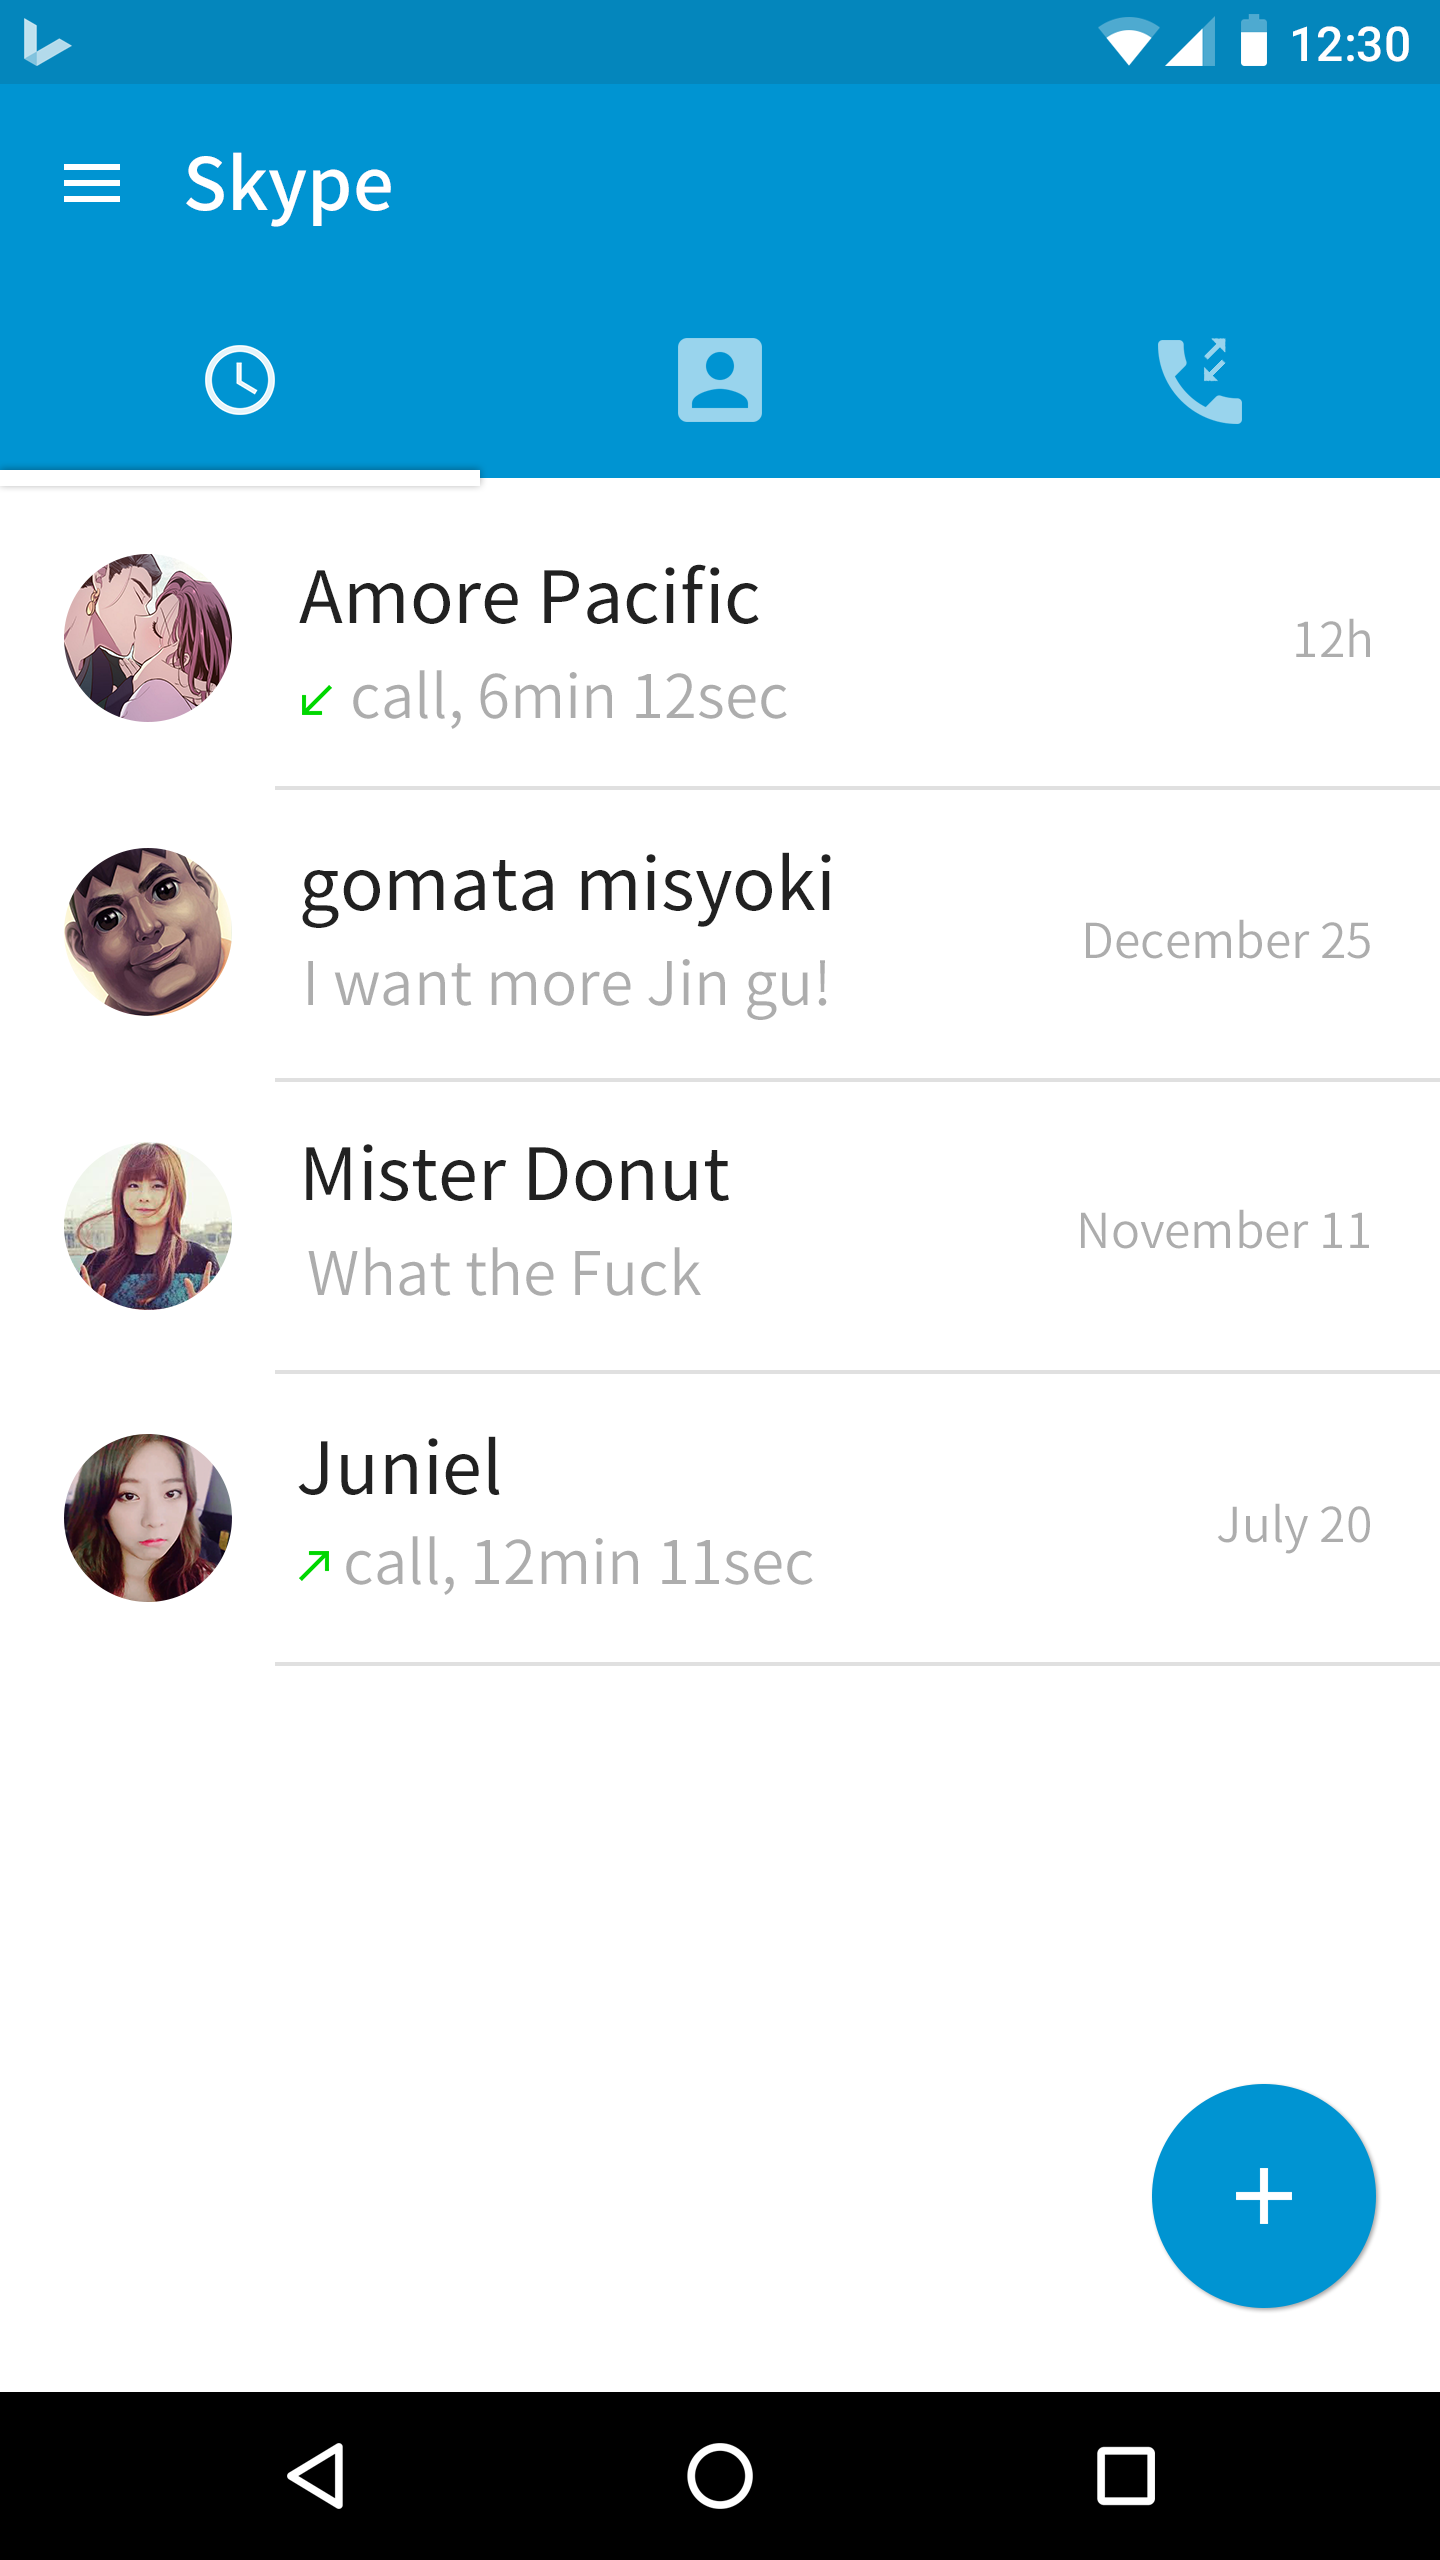 12:30
Skype
Amore Pacific
12h
call, 6min 12sec
gomata misyoki
December 25
I want more Jin gu!
Mister Donut
November 11
What the Fuck
Juniel
July 20
call, 12min 11sec